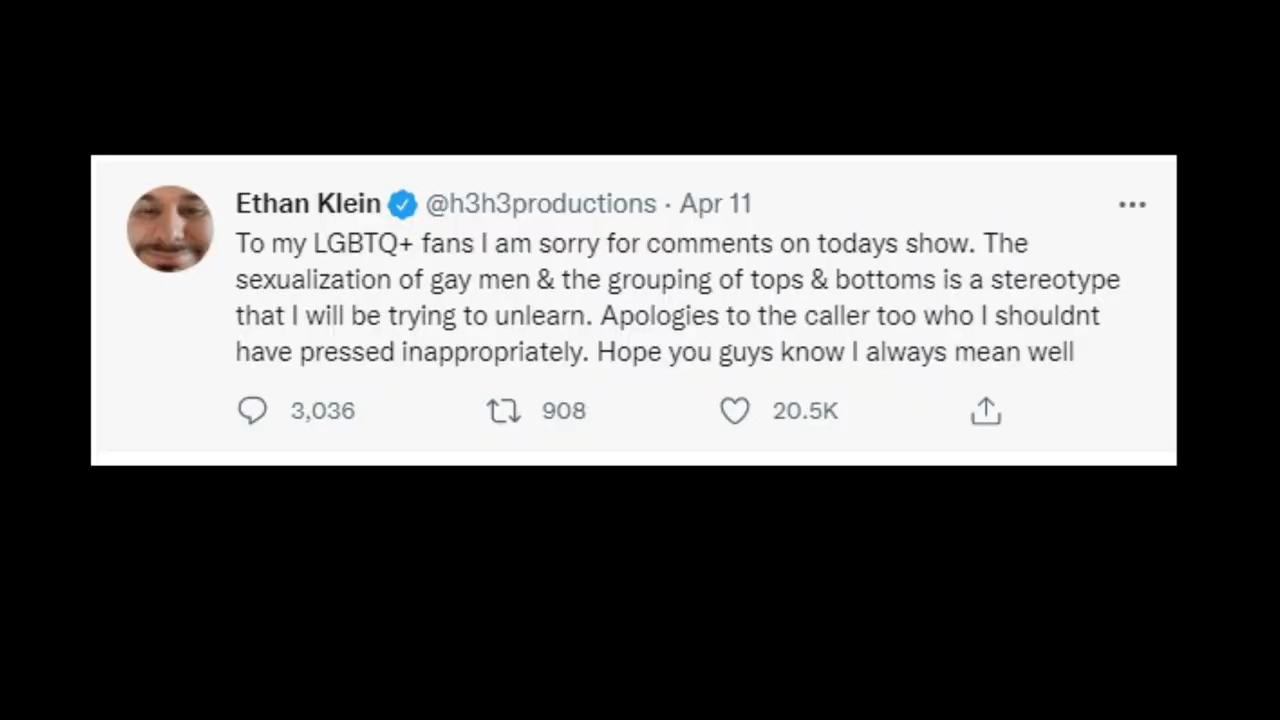 Ethan Klein @h3h3productions · Apr 11
To my LGBTQ+ fans I am sorry for comments on todays show. The
sexualization of gay men & the grouping of tops & bottoms is a stereotype
that I will be trying to unlearn. Apologies to the caller too who I shouldnt
have pressed inappropriately. Hope you guys know I always mean well
3,036 908 20.5K